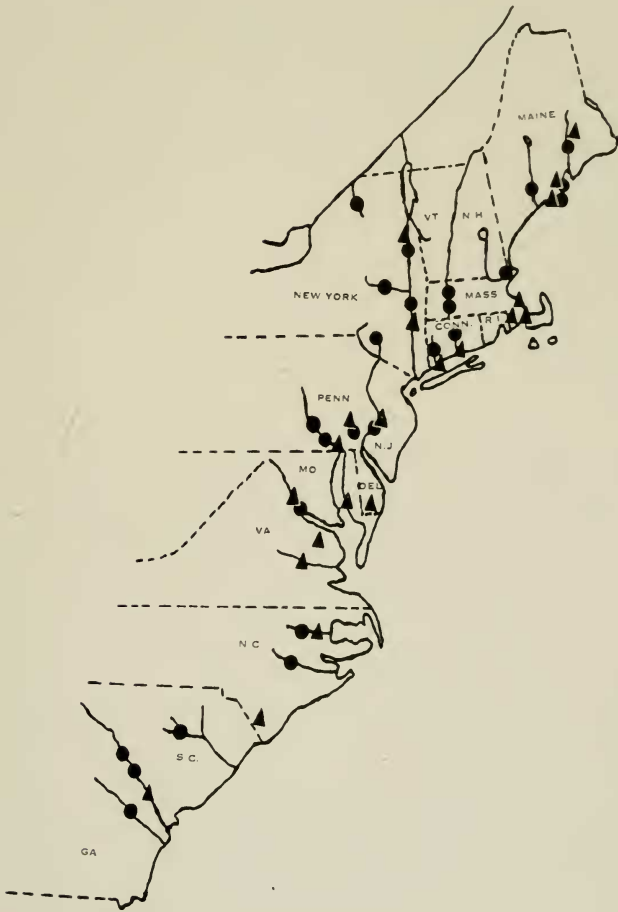 MAINE
VT
N.H.
NEW YORK
MASS
CONN.
R.I.
PENN
N.J.
MD
DEL
VA
N C
S C.
GA